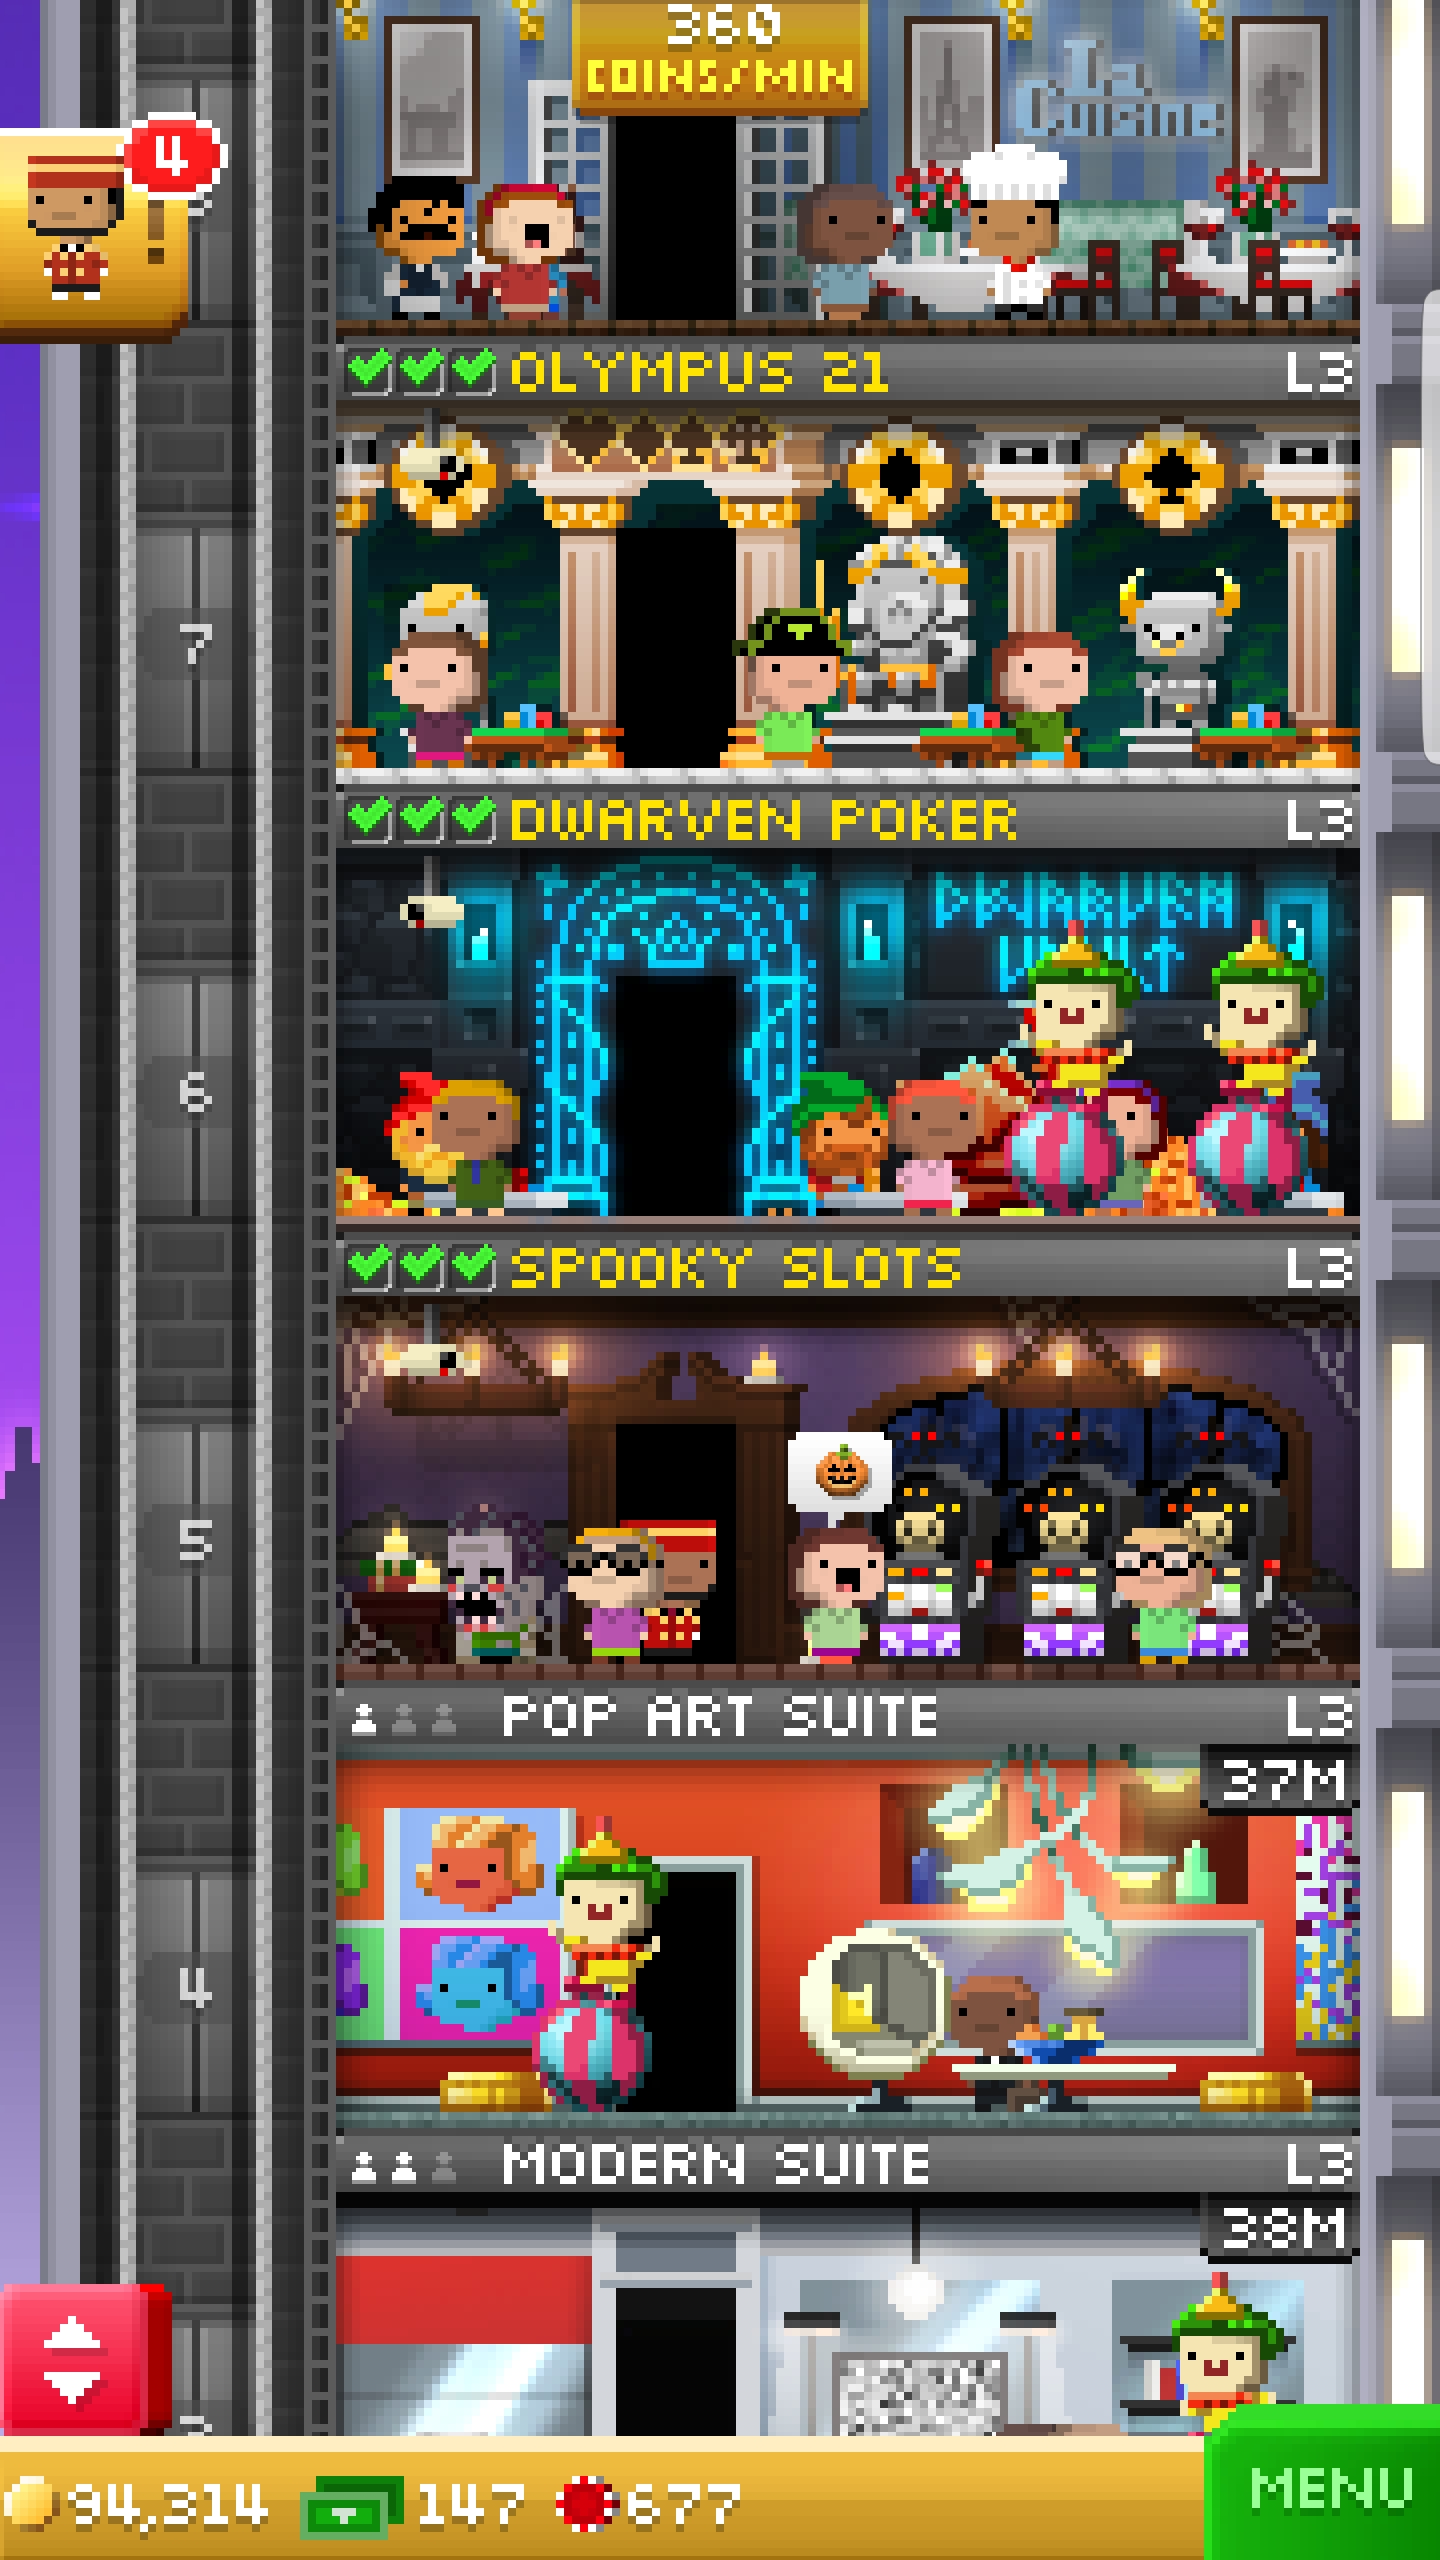 360
COINS/MIN
La
Cuisine
4
OLYMPUS 21 L3
7
DWARVEN POKER L3
DWARVEN
6
SPOOKY SLOTS L3
5
POP ART SUITE L3
37M
4
MODERN SUITE L3
38M
94,314 147 677
MENU